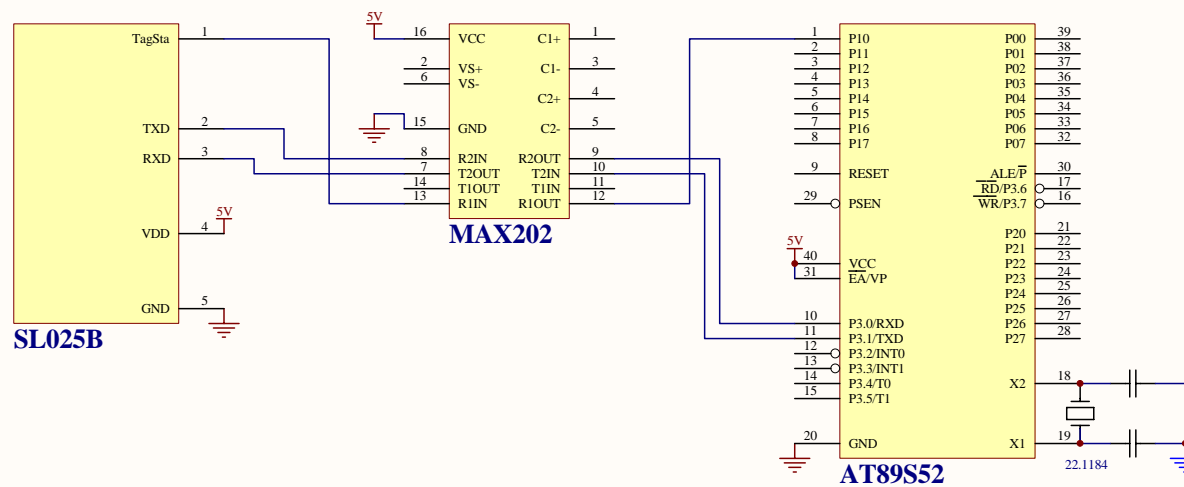 5V
5V
5V
TagSta 1
TXD 2
RXD 3
VDD 4
GND 5
SL025B
16 VCC
2 VS+
6 VS-
15 GND
8 R2IN
7 T2OUT
14 T1OUT
13 R1IN
C1+ 1
C1- 3
C2+ 4
C2- 5
R2OUT 9
T2IN 10
T1IN 11
R1OUT 12
MAX202
1 P10
2 P11
3 P12
4 P13
5 P14
6 P15
7 P16
8 P17
9 RESET
29 PSEN
40 VCC
31 EA/VP
10 P3.0/RXD
11 P3.1/TXD
12 P3.2/INT0
13 P3.3/INT1
14 P3.4/T0
15 P3.5/T1
20 GND
P00 39
P01 38
P02 37
P03 36
P04 35
P05 34
P06 33
P07 32
ALE/P 30
RD/P3.6 17
WR/P3.7 16
P20 21
P21 22
P22 23
P23 24
P24 25
P25 26
P26 27
P27 28
X2 18
X1 19
22.1184
AT89S52